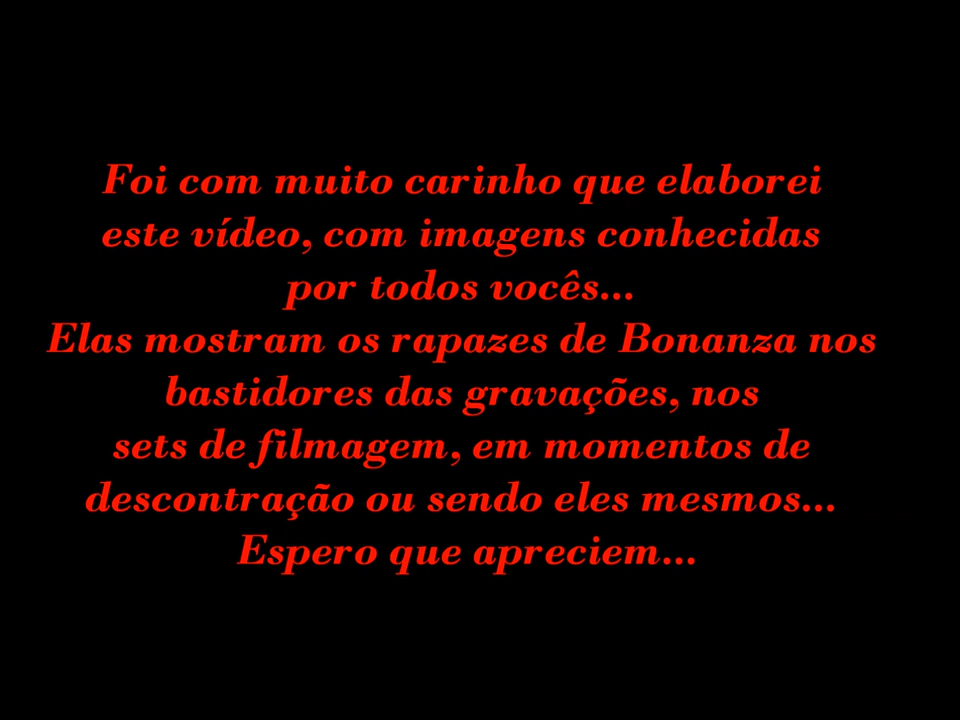 Foi com muito carinho que elaborei
este vídeo, com imagens conhecidas
por todos vocês...
Elas mostram os rapazes de Bonanza nos
bastidores das gravações, nos
sets de filmagem, em momentos de
descontração ou sendo eles mesmos...
Espero que apreciem...